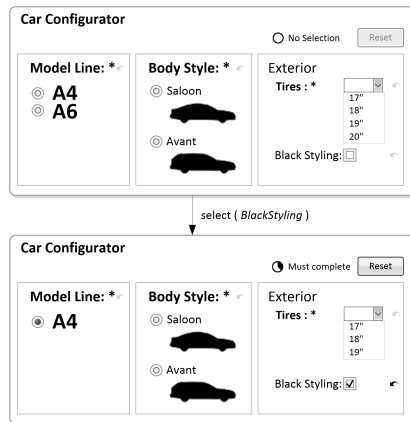 Car Configurator
No Selection Reset
Model Line: *
A4
A6
Body Style: *
Saloon
Avant
Exterior
Tires : *
17"
18"
19"
20"
Black Styling:
select ( BlackStyling )
Car Configurator
Must complete Reset
Model Line: *
A4
Body Style: *
Saloon
Avant
Exterior
Tires : *
17"
18"
19"
Black Styling: